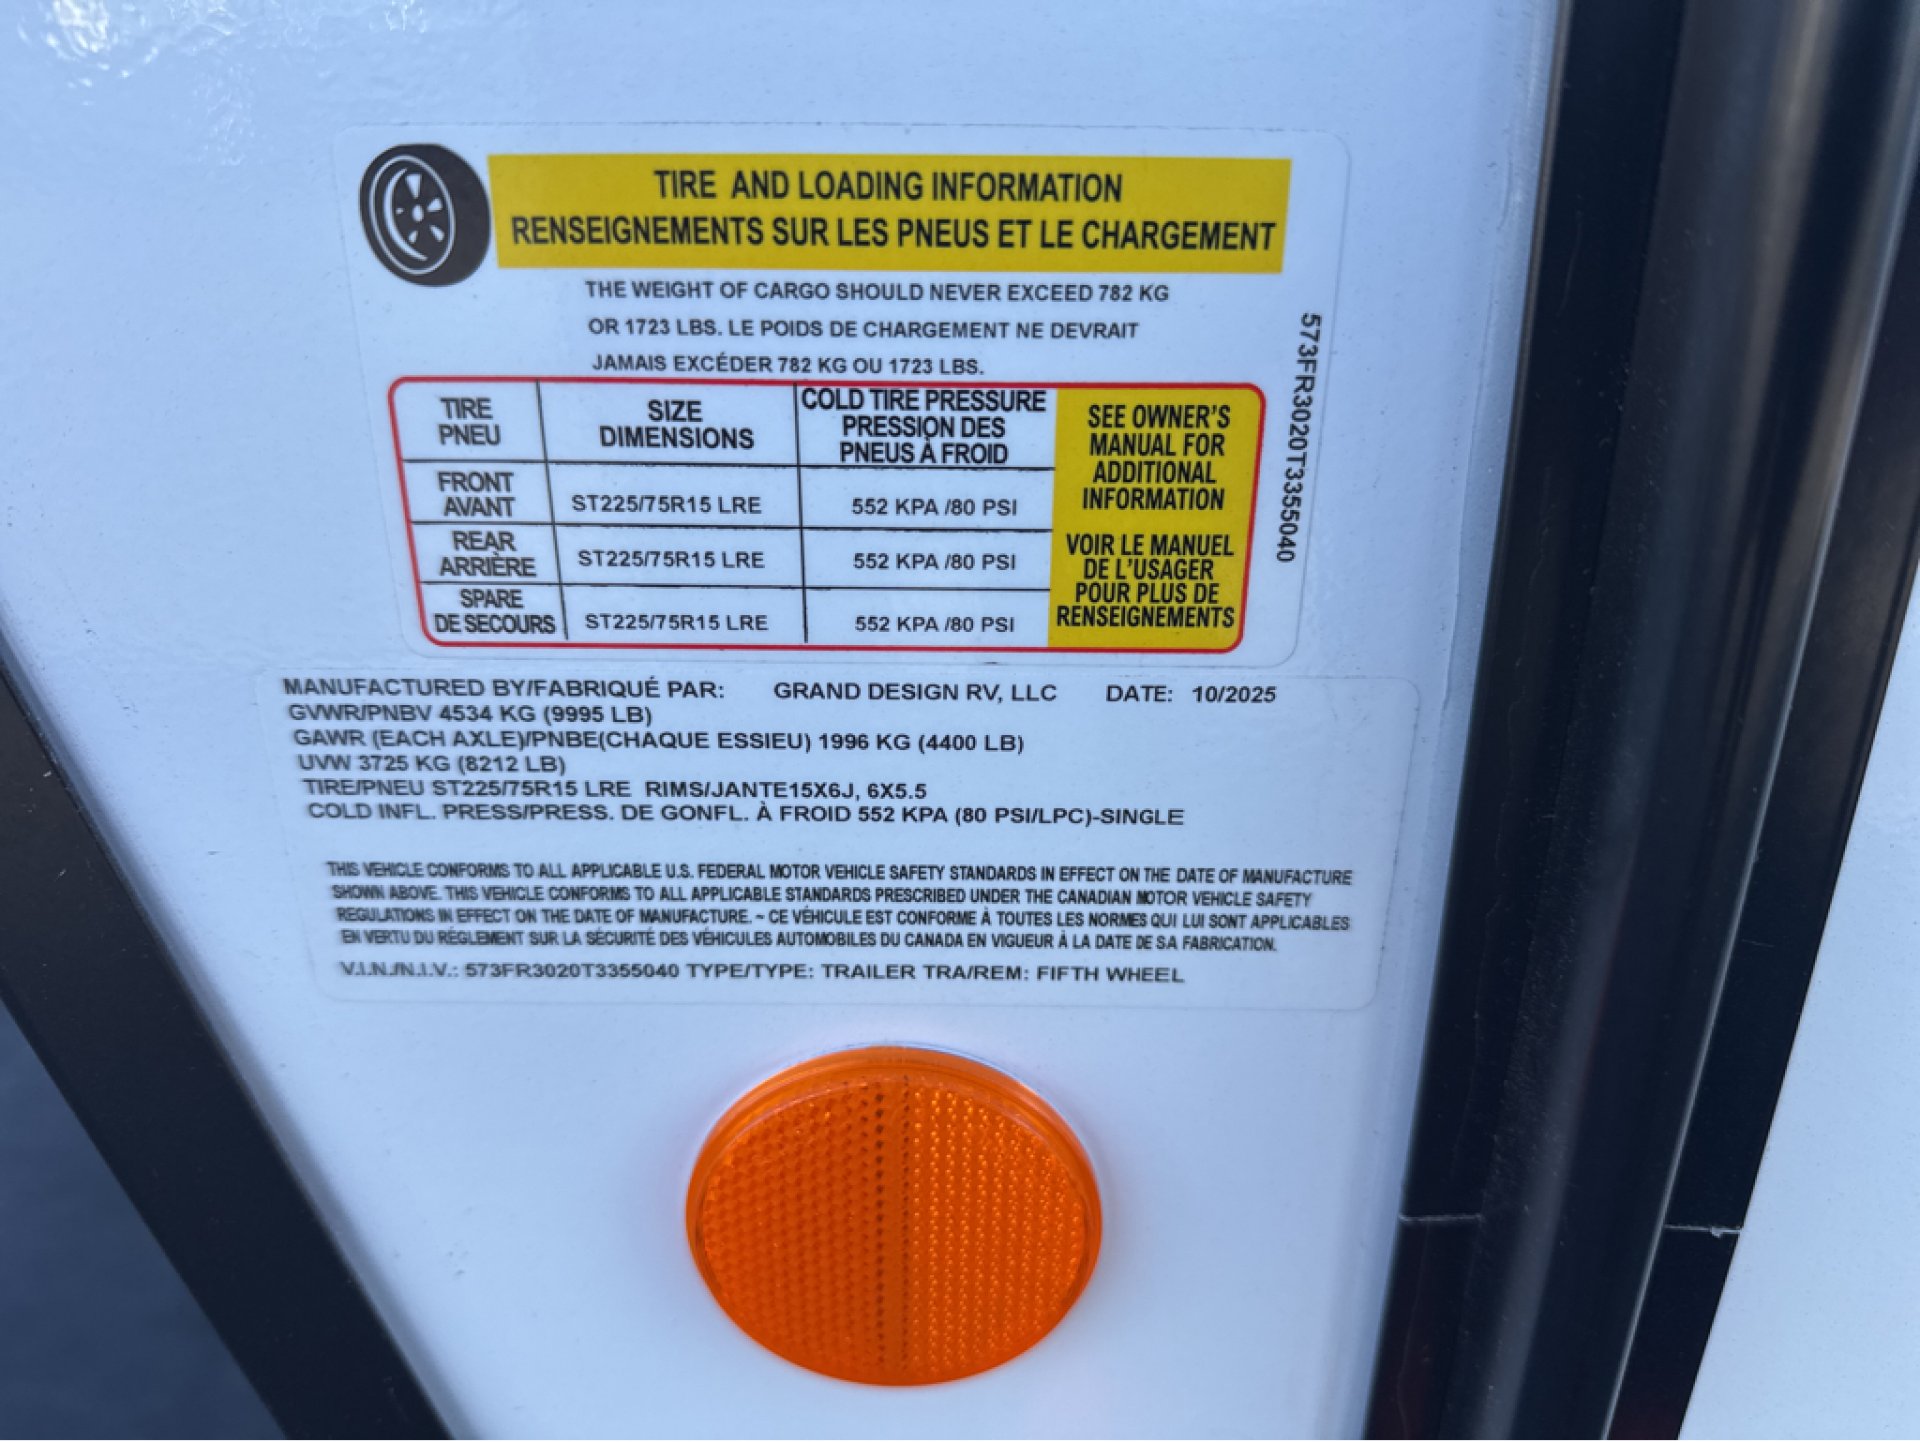 TIRE AND LOADING INFORMATION
RENSEIGNEMENTS SUR LES PNEUS ET LE CHARGEMENT
THE WEIGHT OF CARGO SHOULD NEVER EXCEED 782 KG
OR 1723 LBS. LE POIDS DE CHARGEMENT NE DEVRAIT
JAMAIS EXCÉDER 782 KG OU 1723 LBS.
TIRE
PNEU
SIZE
DIMENSIONS
COLD TIRE PRESSURE
PRESSION DES
PNEUS À FROID
FRONT
AVANT
ST225/75R15 LRE
552 KPA /80 PSI
REAR
ARRIÈRE
ST225/75R15 LRE
552 KPA /80 PSI
SPARE
DE SECOURS
ST225/75R15 LRE
552 KPA /80 PSI
SEE OWNER'S
MANUAL FOR
ADDITIONAL
INFORMATION
VOIR LE MANUEL
DE L'USAGER
POUR PLUS DE
RENSEIGNEMENTS
573FR3020T3355040
MANUFACTURED BY/FABRIQUÉ PAR: GRAND DESIGN RV, LLC DATE: 10/2025
GVWR/PNBV 4534 KG (9995 LB)
GAWR (EACH AXLE)/PNBE(CHAQUE ESSIEU) 1996 KG (4400 LB)
UVW 3725 KG (8212 LB)
TIRE/PNEU ST225/75R15 LRE RIMS/JANTE15X6J, 6X5.5
COLD INFL. PRESS/PRESS. DE GONFL. À FROID 552 KPA (80 PSI/LPC)-SINGLE
THIS VEHICLE CONFORMS TO ALL APPLICABLE U.S. FEDERAL MOTOR VEHICLE SAFETY STANDARDS IN EFFECT ON THE DATE OF MANUFACTURE
SHOWN ABOVE. THIS VEHICLE CONFORMS TO ALL APPLICABLE STANDARDS PRESCRIBED UNDER THE CANADIAN MOTOR VEHICLE SAFETY
REGULATIONS IN EFFECT ON THE DATE OF MANUFACTURE. ~ CE VÉHICULE EST CONFORME À TOUTES LES NORMES QUI LUI SONT APPLICABLES
EN VERTU DU RÉGLEMENT SUR LA SÉCURITÉ DES VÉHICULES AUTOMOBILES DU CANADA EN VIGUEUR À LA DATE DE SA FABRICATION.
V.I.N./N.I.V.: 573FR3020T3355040 TYPE/TYPE: TRAILER TRA/REM: FIFTH WHEEL